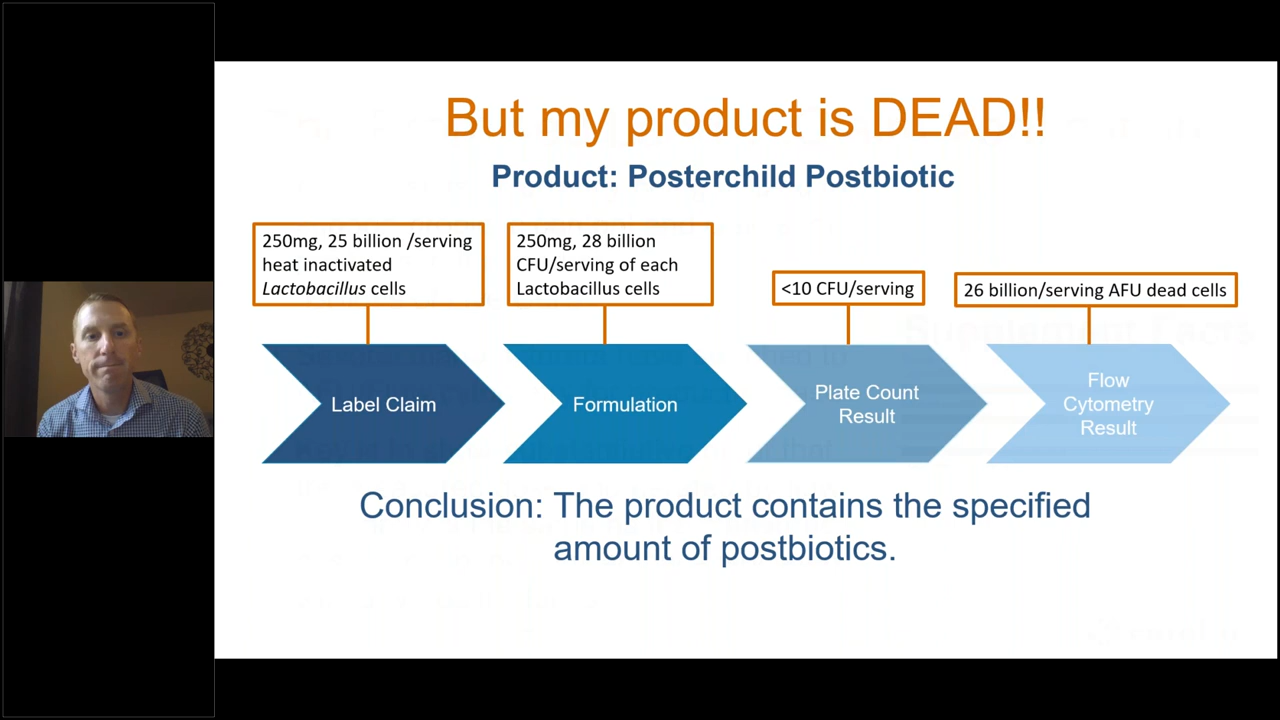 But my product is DEAD!!
Product: Posterchild Postbiotic
250mg, 25 billion /serving
heat inactivated
Lactobacillus cells
250mg, 28 billion
CFU/serving of each
Lactobacillus cells
<10 CFU/serving
26 billion/serving AFU dead cells
Label Claim
Formulation
Plate Count
Result
Flow
Cytometry
Result
Conclusion: The product contains the specified
amount of postbiotics.